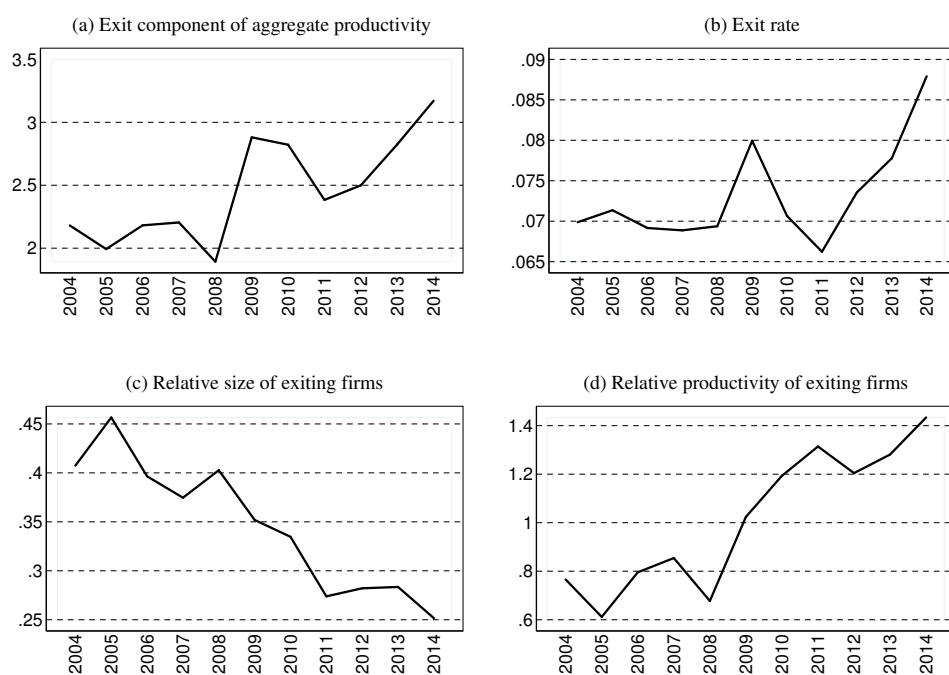 (a) Exit component of aggregate productivity
3.5
3
2.5
2
2004 2005 2006 2007 2008 2009 2010 2011 2012 2013 2014
(b) Exit rate
.09
.085
.08
.075
.07
.065
2004 2005 2006 2007 2008 2009 2010 2011 2012 2013 2014
(c) Relative size of exiting firms
.45
.4
.35
.3
.25
2004 2005 2006 2007 2008 2009 2010 2011 2012 2013 2014
(d) Relative productivity of exiting firms
1.4
1.2
1
.8
.6
2004 2005 2006 2007 2008 2009 2010 2011 2012 2013 2014